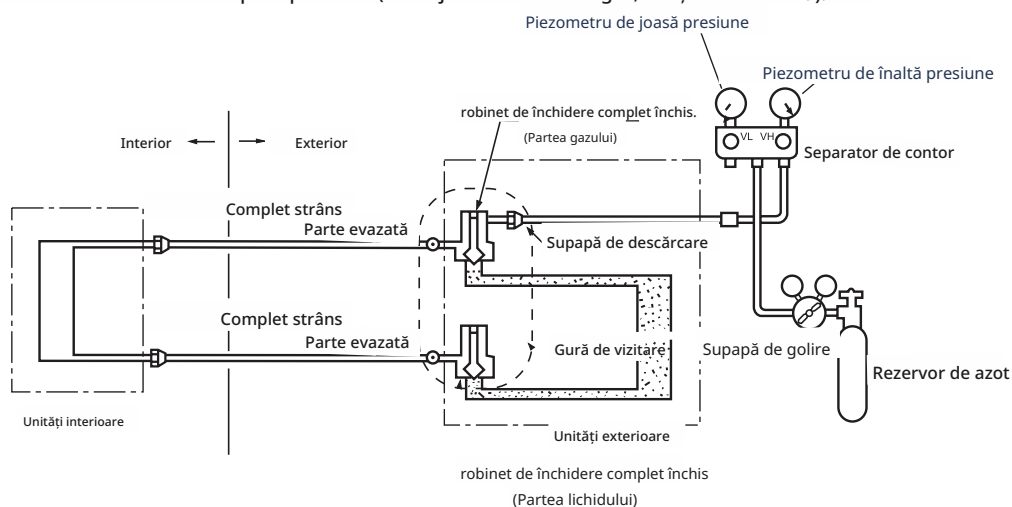 Piezometru de joasă presiune
Piezometru de înaltă presiune
robinet de închidere complet închis.
(Partea gazului)
VL VH
Interior
Exterior
Separator de contor
Complet strâns
Parte evazată
Supapă de descărcare
Complet strâns
Parte evazată
Gură de vizitare
Supapă de golire
Rezervor de azot
Unități interioare
Unități exterioare
robinet de închidere complet închis
(Partea lichidului)